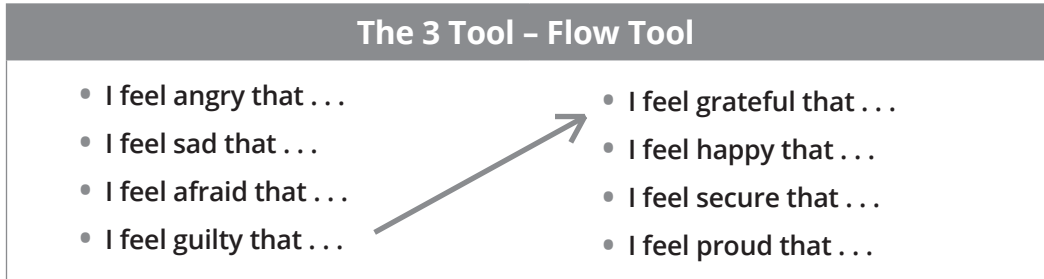 The 3 Tool – Flow Tool
• I feel angry that . . .
• I feel sad that . . .
• I feel afraid that . . .
• I feel guilty that . . .
• I feel grateful that . . .
• I feel happy that . . .
• I feel secure that . . .
• I feel proud that . . .